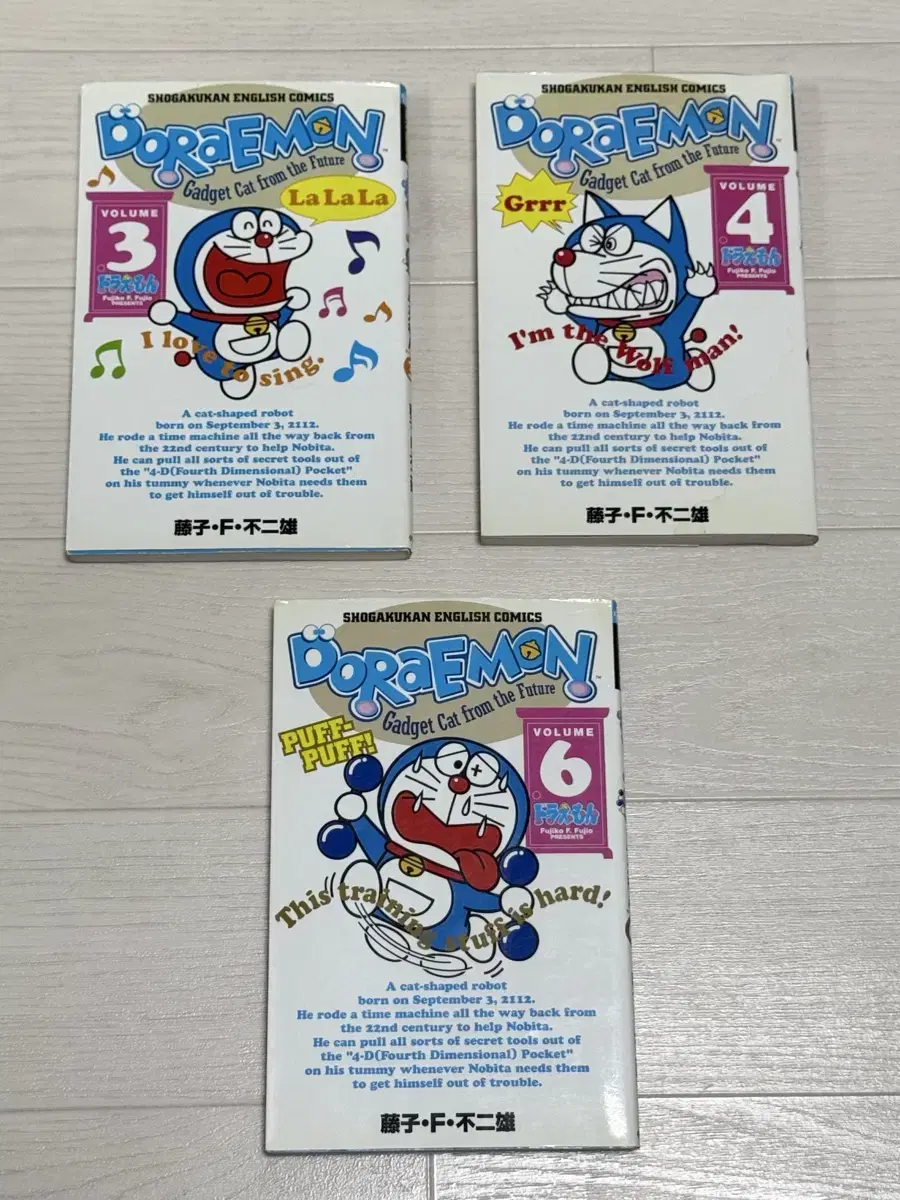 SHOGAKUKAN ENGLISH COMICS
DORAEMON™
Gadget Cat from the Future
VOLUME
3
ドラえもん
Fujiko F. Fujio
PRESENTS
LaLaLa
I love to sing.
A cat-shaped robot
born on September 3, 2112.
He rode a time machine all the way back from
the 22nd century to help Nobita.
He can pull all sorts of secret tools out of
the "4-D(Fourth Dimensional) Pocket"
on his tummy whenever Nobita needs them
to get himself out of trouble.
藤子・F・不二雄
SHOGAKUKAN ENGLISH COMICS
DORAEMON™
Gadget Cat from the Future
Grrr
VOLUME
4
ドラえもん
Fujiko F. Fujio
PRESENTS
I'm the Wolf man!
A cat-shaped robot
born on September 3, 2112.
He rode a time machine all the way back from
the 22nd century to help Nobita.
He can pull all sorts of secret tools out of
the "4-D(Fourth Dimensional) Pocket"
on his tummy whenever Nobita needs them
to get himself out of trouble.
藤子・F・不二雄
SHOGAKUKAN ENGLISH COMICS
DORAEMON™
Gadget Cat from the Future
PUFF-
PUFF!
VOLUME
6
ドラえもん
Fujiko F. Fujio
PRESENTS
This training stuff is hard!
A cat-shaped robot
born on September 3, 2112.
He rode a time machine all the way back from
the 22nd century to help Nobita.
He can pull all sorts of secret tools out of
the "4-D(Fourth Dimensional) Pocket"
on his tummy whenever Nobita needs them
to get himself out of trouble.
藤子・F・不二雄